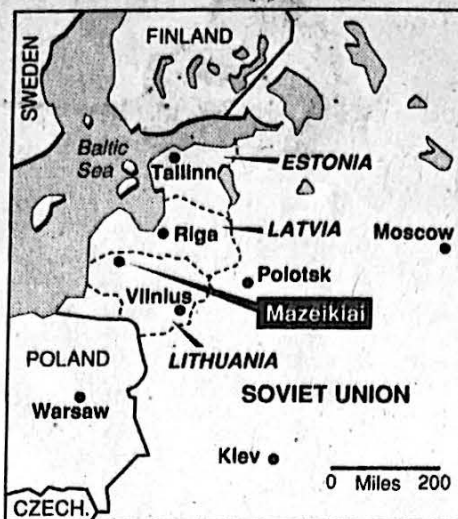 SWEDEN
FINLAND
Baltic
Sea
Tallinn
ESTONIA
LATVIA
Riga
Moscow
Polotsk
Vilnius
Mazeikiai
LITHUANIA
POLAND
SOVIET UNION
Warsaw
Kiev
0 Miles 200
CZECH.